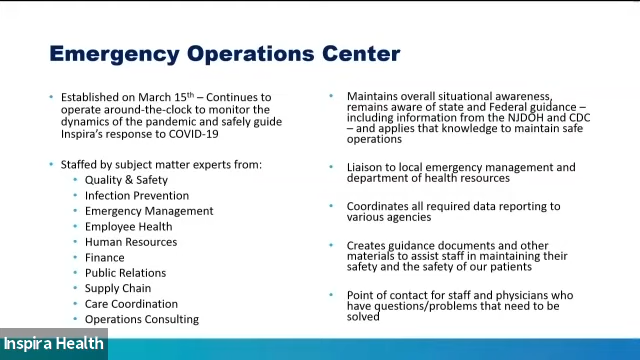 Emergency Operations Center
Established on March 15th – Continues to
operate around-the-clock to monitor the
dynamics of the pandemic and safely guide
Inspira's response to COVID-19
Staffed by subject matter experts from:
Quality & Safety
Infection Prevention
Emergency Management
Employee Health
Human Resources
Finance
Public Relations
Supply Chain
Care Coordination
Operations Consulting
Maintains overall situational awareness,
remains aware of state and Federal guidance –
including information from the NJDOH and CDC
– and applies that knowledge to maintain safe
operations
Liaison to local emergency management and
department of health resources
Coordinates all required data reporting to
various agencies
Creates guidance documents and other
materials to assist staff in maintaining their
safety and the safety of our patients
Point of contact for staff and physicians who
have questions/problems that need to be
solved
Inspira Health